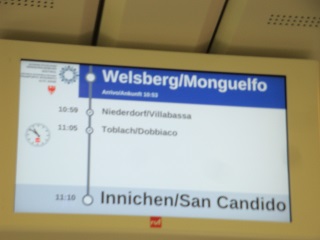 Welsberg/Monguelfo
Arrivo/Ankunft 10:53
10:59 Niederdorf/Villabassa
11:05 Toblach/Dobbiaco
11:10 Innichen/San Candido